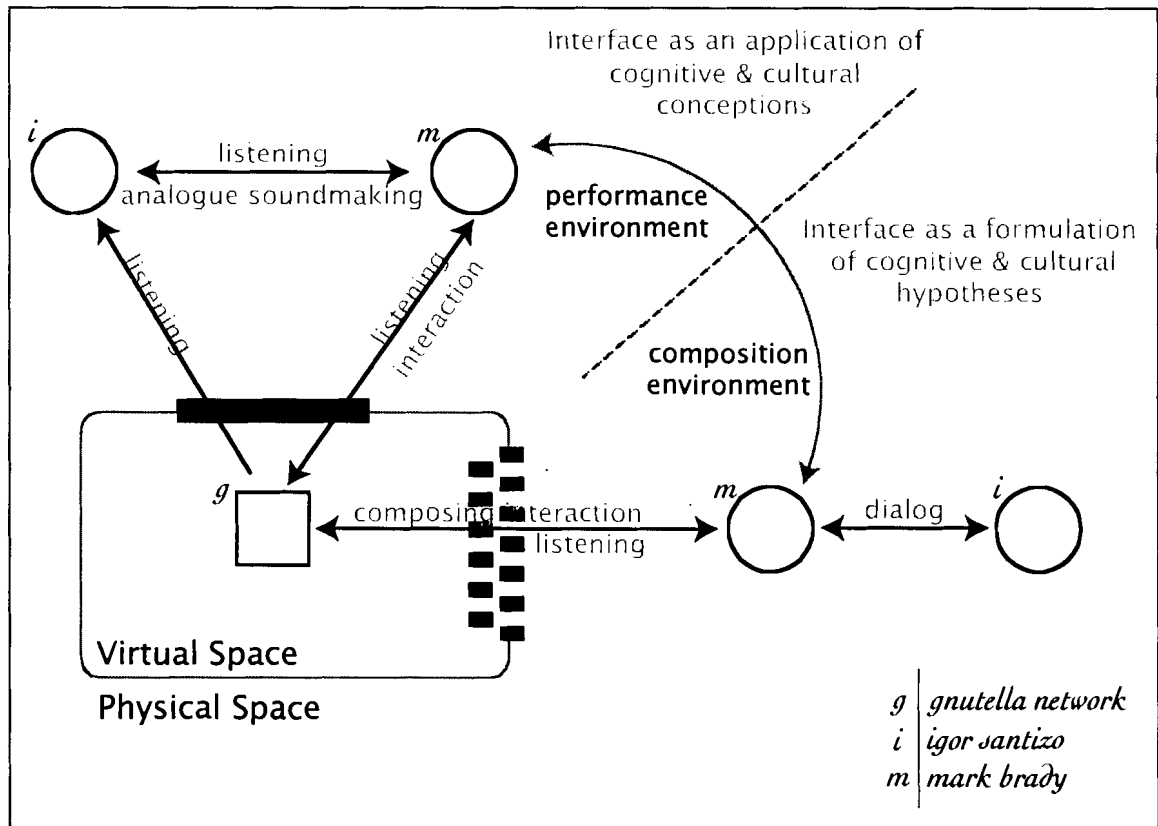 Interface as an application of
cognitive & cultural
conceptions
i
m
listening
analogue soundmaking
performance
environment
Interface as a formulation
of cognitive & cultural
hypotheses
listening
listening
interaction
composition
environment
g
composing interaction
listening
m
dialog
i
Virtual Space
Physical Space
g gnutella network
i igor santizo
m mark brady